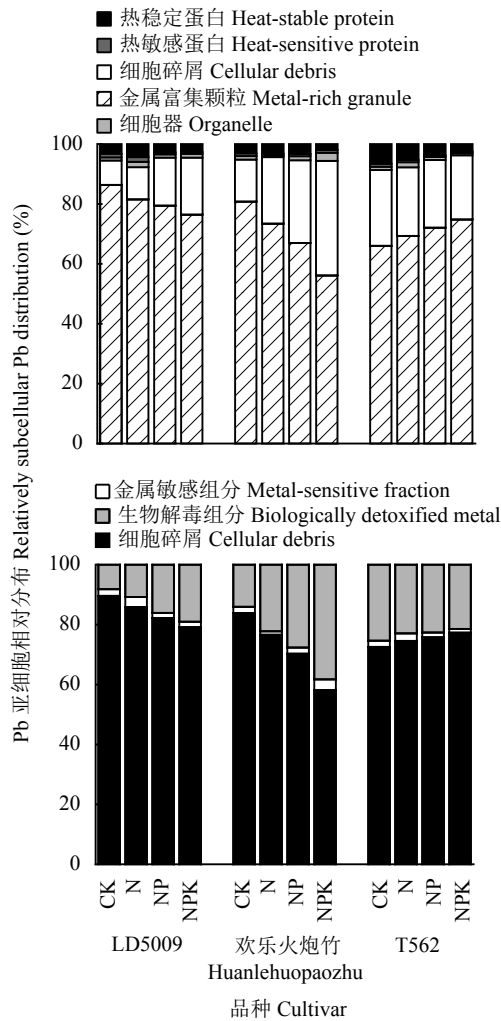 热稳定蛋白 Heat-stable protein
热敏感蛋白 Heat-sensitive protein
细胞碎屑 Cellular debris
金属富集颗粒 Metal-rich granule
细胞器 Organelle
100
80
60
40
20
0
金属敏感组分 Metal-sensitive fraction
生物解毒组分 Biologically detoxified metal
细胞碎屑 Cellular debris
100
80
60
40
20
0
Pb 亚细胞相对分布 Relatively subcellular Pb distribution (%)
CK N NP NPK CK N NP NPK CK N NP NPK
LD5009 欢乐火炮竹 T562
Huanlehuopaozhu
品种 Cultivar